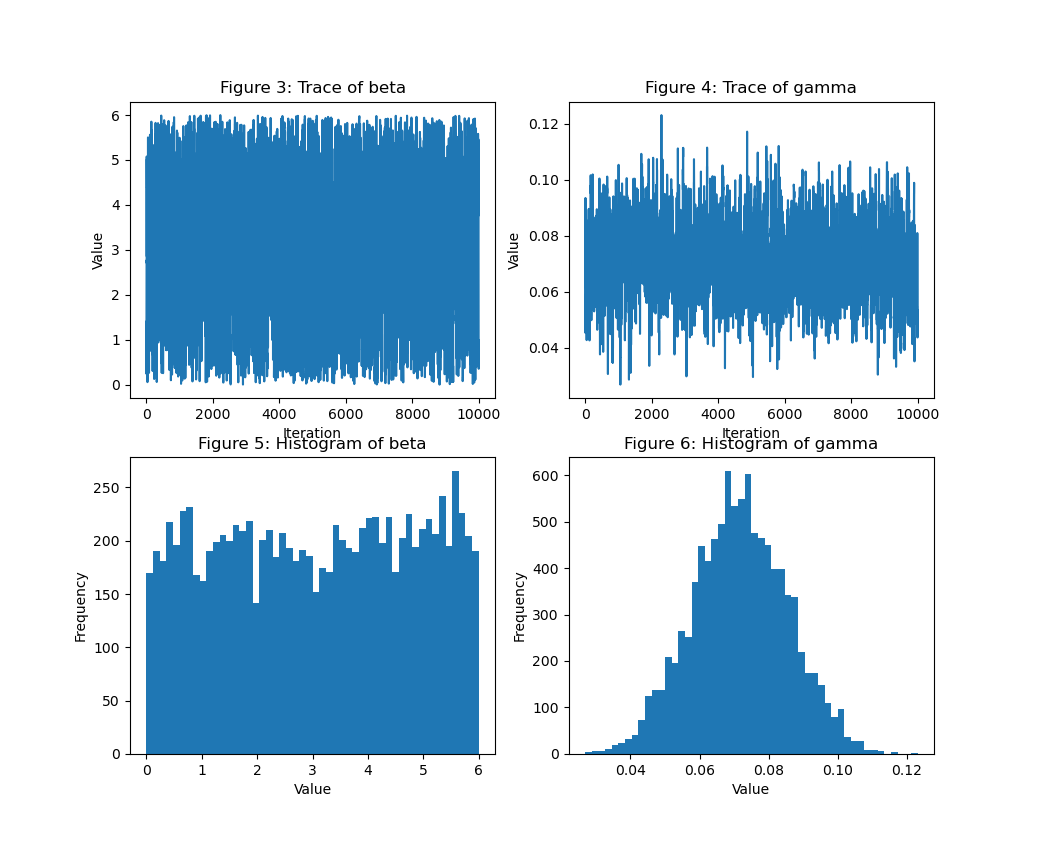 Figure 3: Trace of beta
Value
6
5
4
3
2
1
0
0 2000 4000 6000 8000 10000
Iteration
Figure 4: Trace of gamma
Value
0.12
0.10
0.08
0.06
0.04
0 2000 4000 6000 8000 10000
Iteration
Figure 5: Histogram of beta
Frequency
250
200
150
100
50
0
0 1 2 3 4 5 6
Value
Figure 6: Histogram of gamma
Frequency
600
500
400
300
200
100
0
0.04 0.06 0.08 0.10 0.12
Value